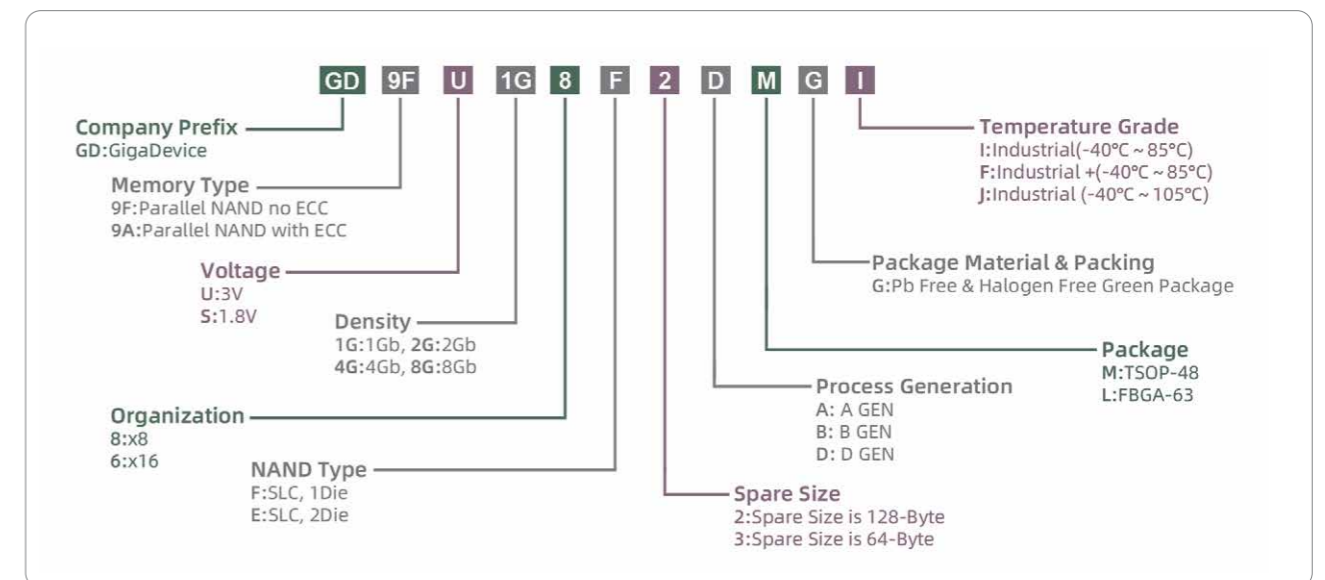 GD 9F U 1G 8 F 2 D M G I
Company Prefix
GD:GigaDevice
Memory Type
9F:Parallel NAND no ECC
9A:Parallel NAND with ECC
Voltage
U:3V
S:1.8V
Density
1G:1Gb, 2G:2Gb
4G:4Gb, 8G:8Gb
Organization
8:x8
6:x16
NAND Type
F:SLC, 1Die
E:SLC, 2Die
Temperature Grade
I:Industrial(-40℃~85℃)
F:Industrial +(-40℃~85℃)
J:Industrial (-40℃~105℃)
Package Material & Packing
G:Pb Free & Halogen Free Green Package
Package
M:TSOP-48
L:FBGA-63
Process Generation
A: A GEN
B: B GEN
D: D GEN
Spare Size
2:Spare Size is 128-Byte
3:Spare Size is 64-Byte